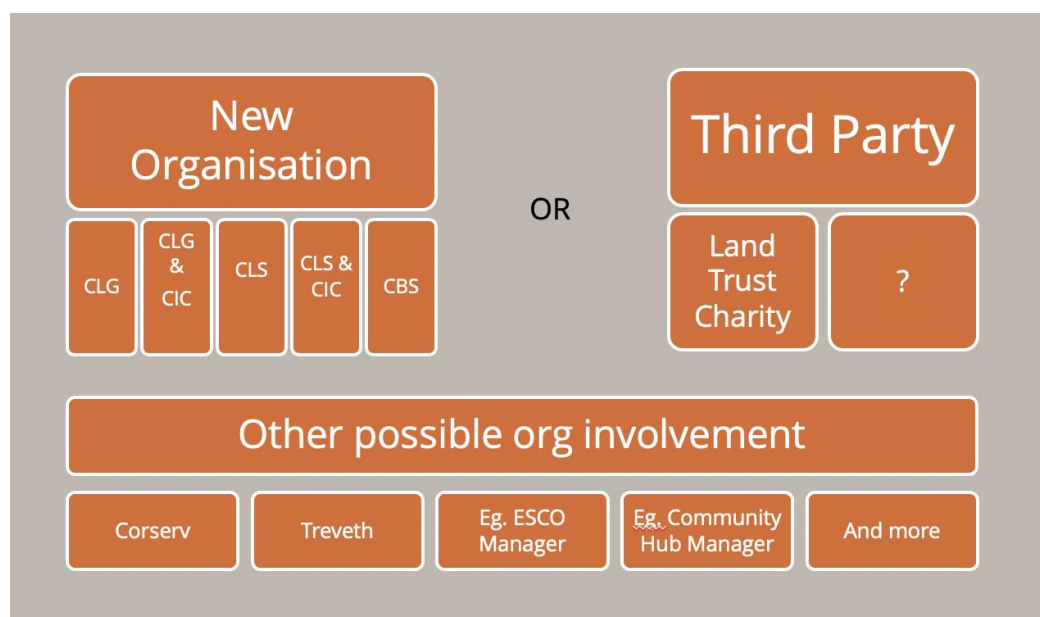 New
Organisation
CLG
CLG
&
CIC
CLS
CLS &
CIC
CBS
OR
Third Party
Land
Trust
Charity
?
Other possible org involvement
Corserv
Treveth
Eg. ESCO
Manager
Eg. Community
Hub Manager
And more